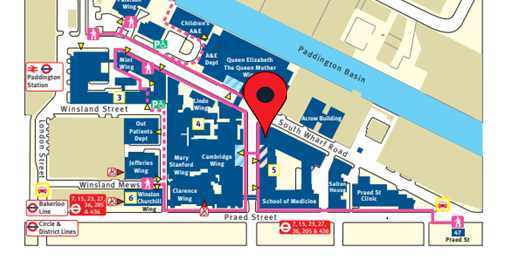 Paterson
Wing
Children's
A&E
A&E
Dept
Queen Elizabeth
The Queen Mother
Wing
Paddington Basin
Mint
Wing
Paddington
Station
3
Winsland Street
London Street
Lindo
Wing
4
Acrow Building
South Wharf Road
Out
Patients
Dept
Jefferies
Wing
Mary
Stanford
Wing
Cambridge
Wing
5
Winsland Mews
Clarence
Wing
Winston
Churchill
Wing
6
School of Medicine
Salton
House
Praed St
Clinic
Bakerloo
Line
7, 15, 23, 27,
36, 205
& 436
Praed Street
Circle &
District Lines
7, 15, 23, 27,
36, 205 & 436
47
Praed St